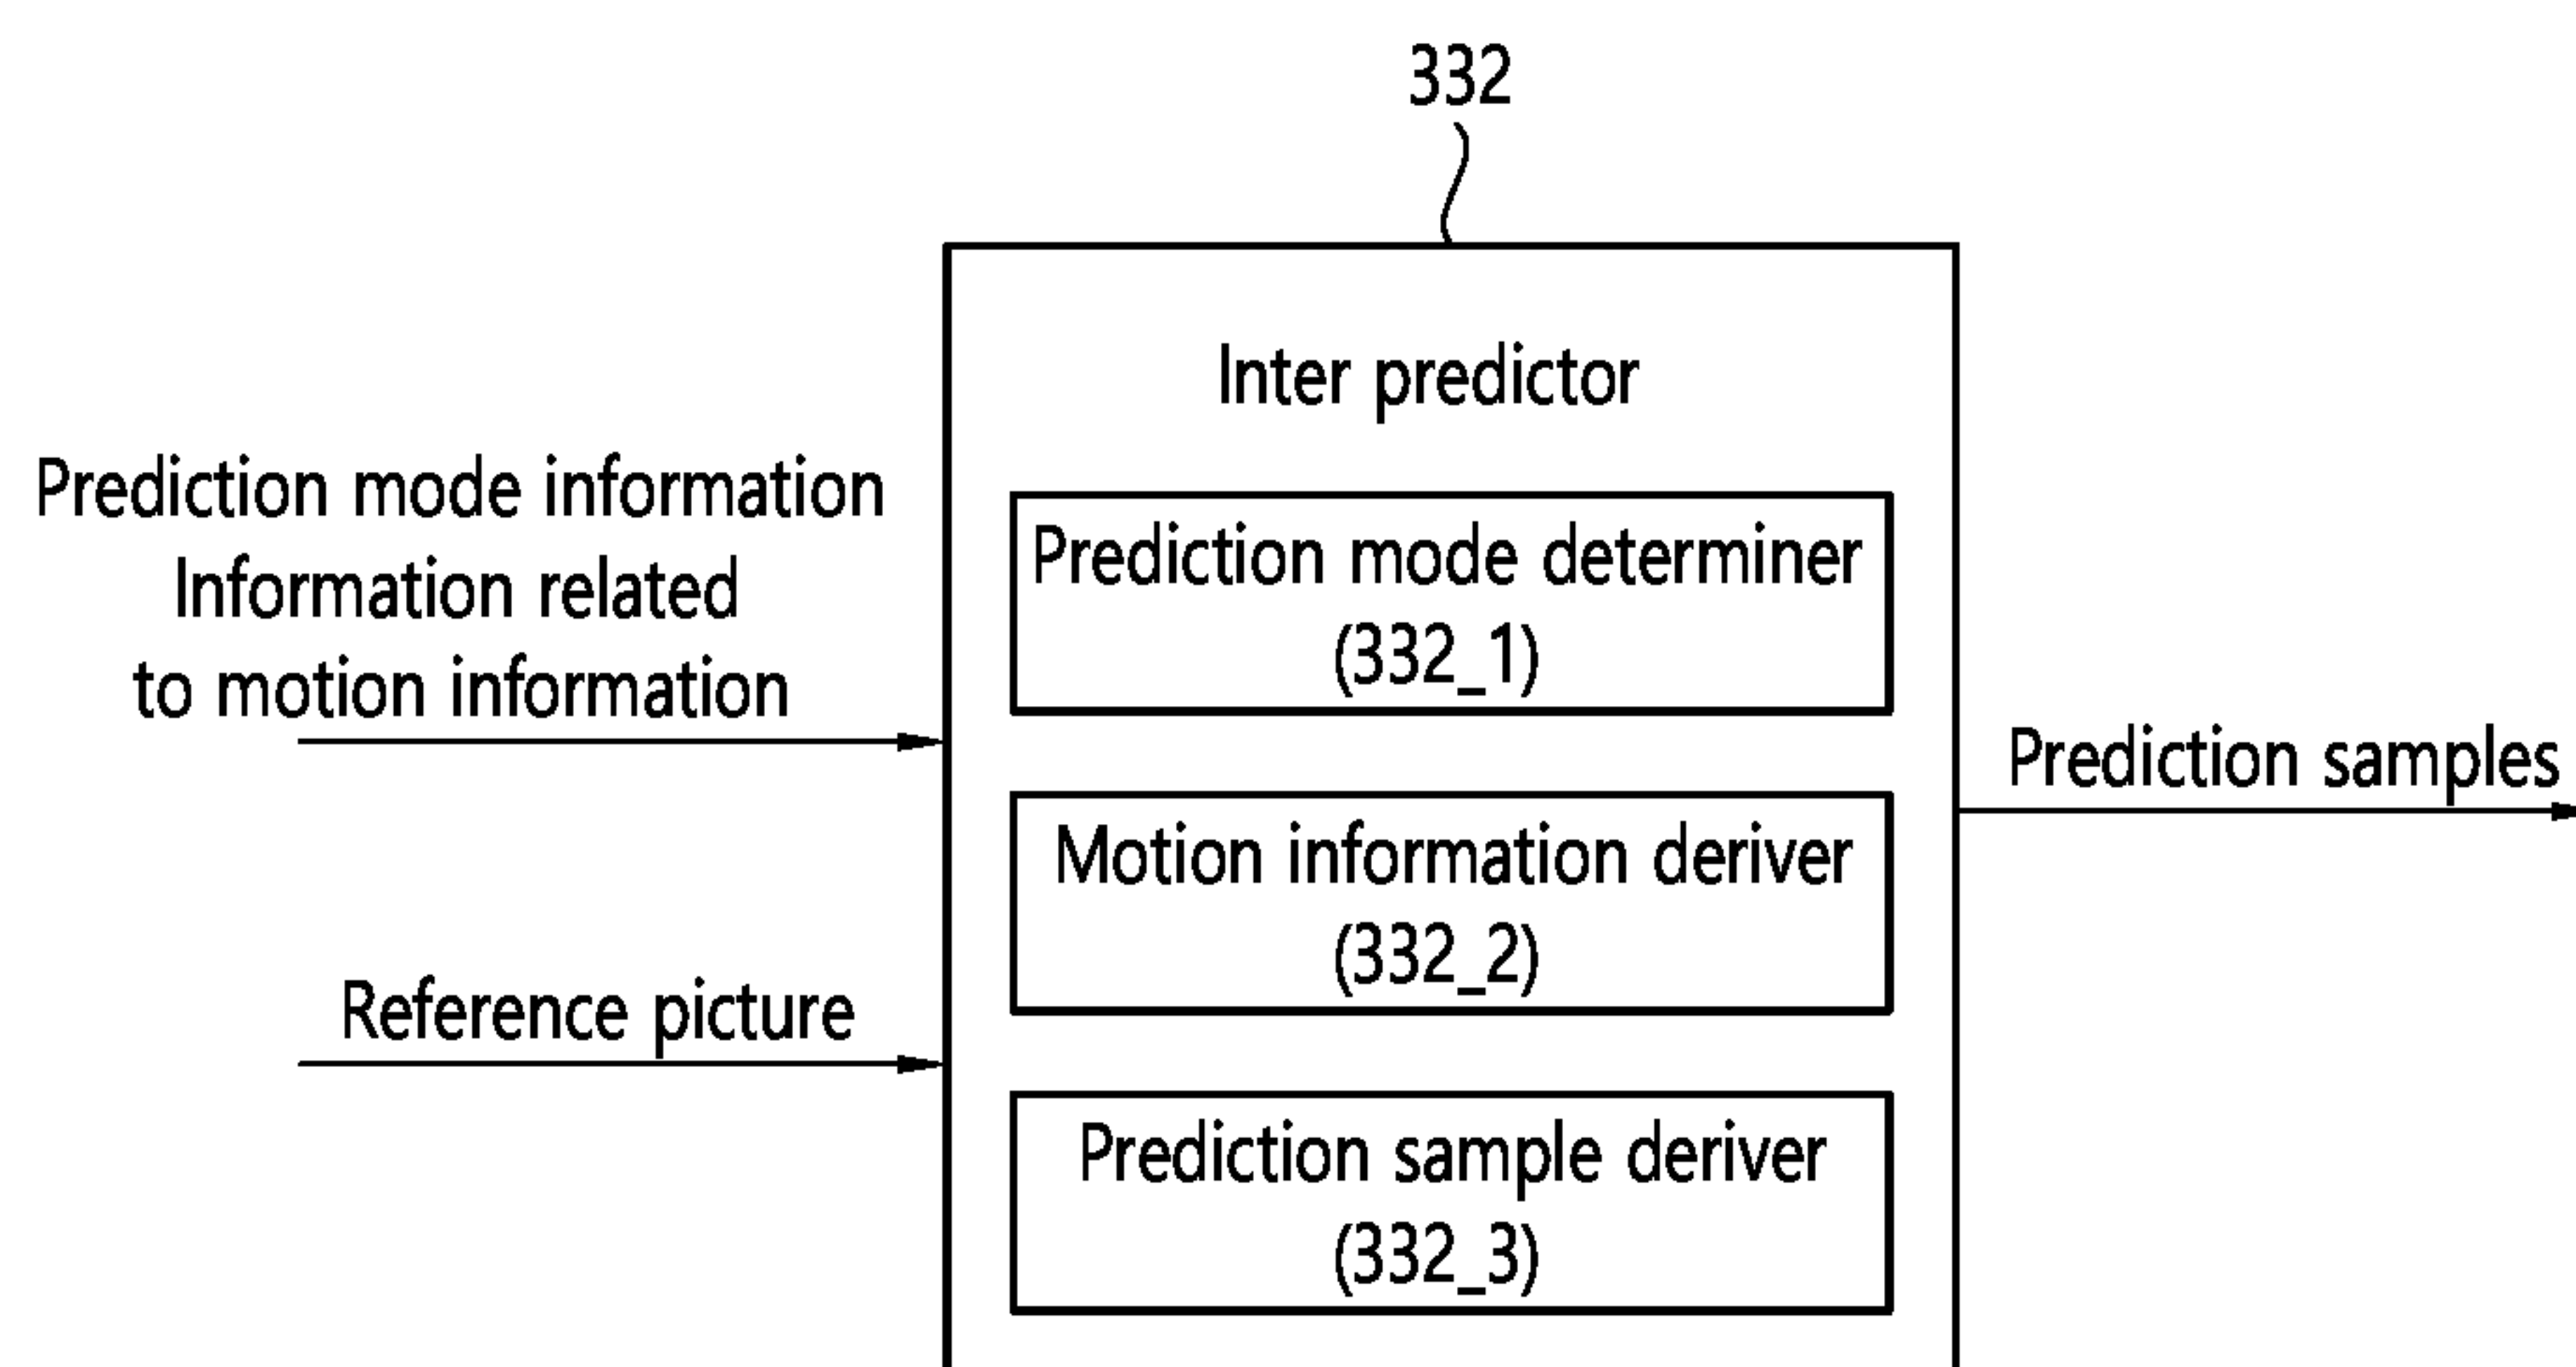 332
Inter predictor
Prediction mode information
Information related
to motion information
Reference picture
Prediction mode determiner
(332_1)
Motion information deriver
(332_2)
Prediction sample deriver
(332_3)
Prediction samples